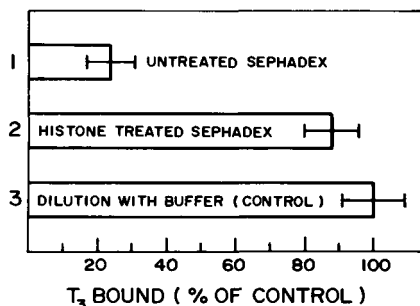 1 UNTREATED SEPHADEX
2 HISTONE TREATED SEPHADEX
3 DILUTION WITH BUFFER (CONTROL)
20 40 60 80 100
T₃ BOUND (% OF CONTROL)